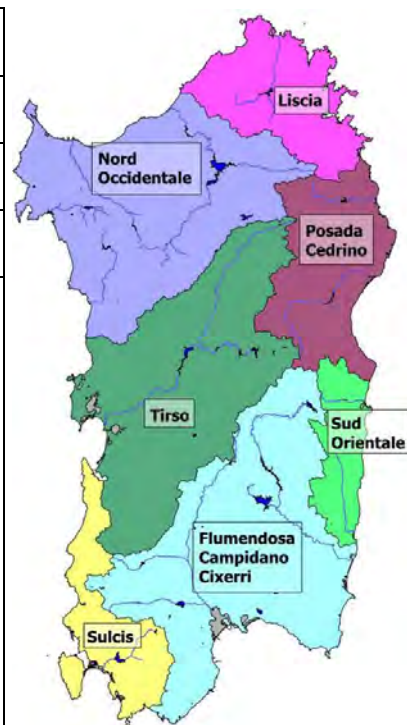 Liscia
Nord
Occidentale
Posada
Cedrino
Tirso
Sud
Orientale
Flumendosa
Campidano
Cixerri
Sulcis